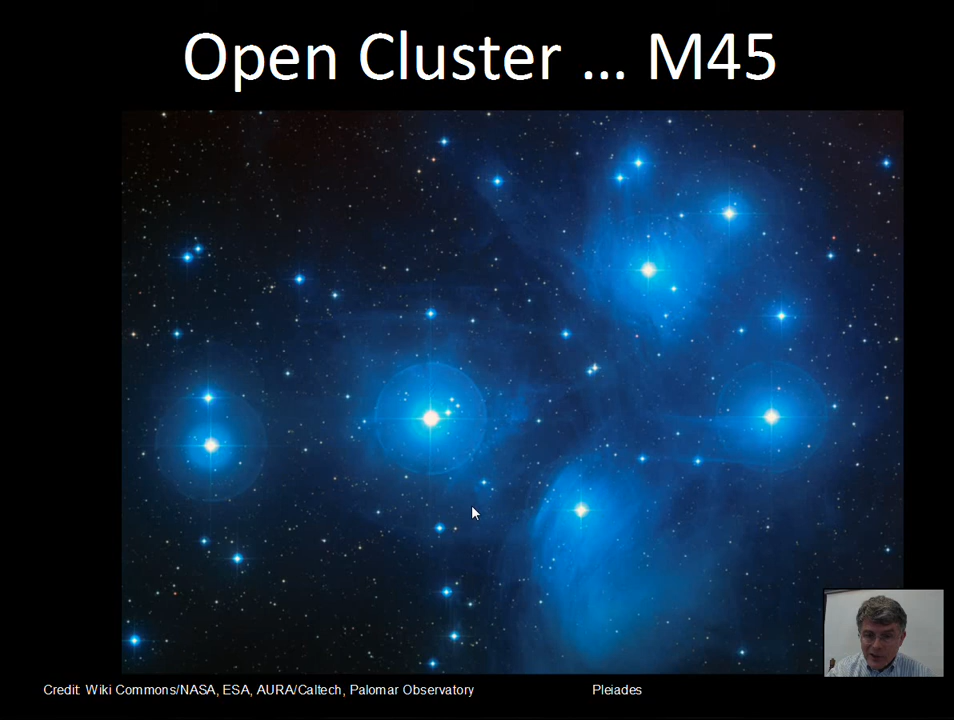 Open Cluster ... M45
Credit: Wiki Commons/NASA, ESA, AURA/Caltech, Palomar Observatory
Pleiades